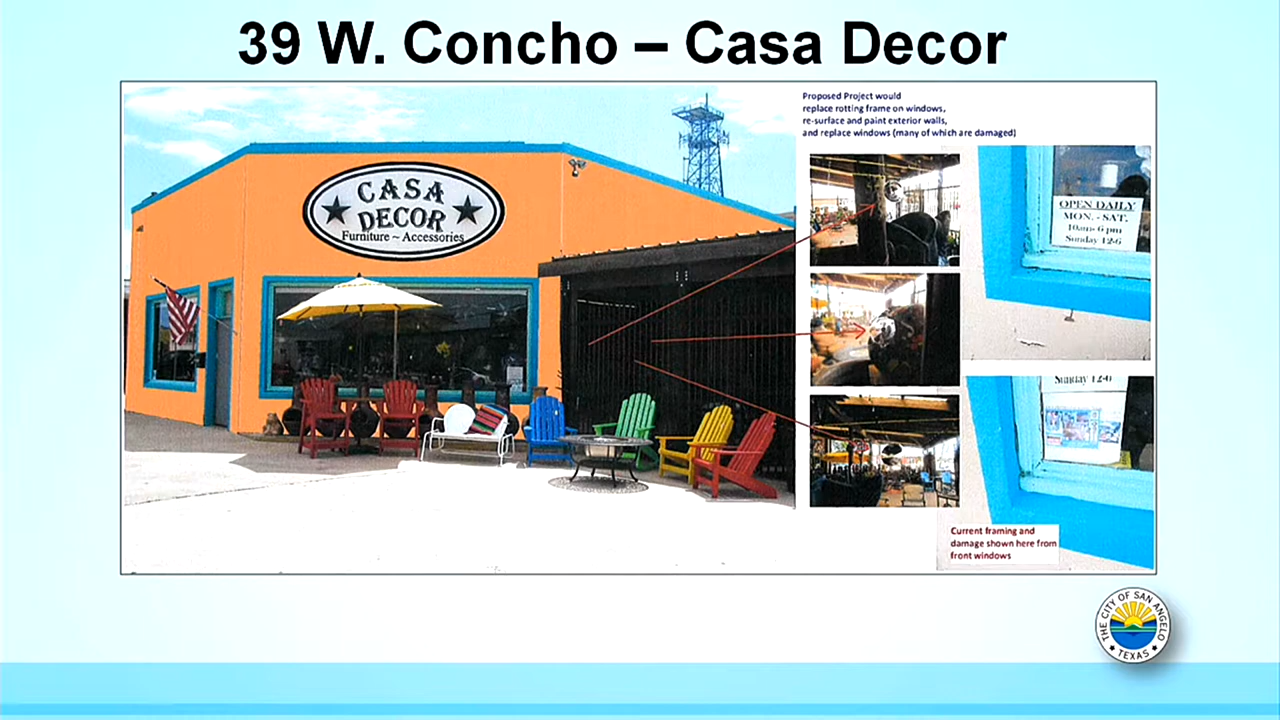 39 W. Concho – Casa Decor
Proposed Project would
replace rotting frame on windows,
re-surface and paint exterior walls,
and replace windows (many of which are damaged)
CASA
DECOR
Furniture ~ Accessories
OPEN DAILY
MON. - SAT.
10am- 6 pm
Sunday 12-6
Sunday 12-6
Current framing and
damage shown here from
front windows
THE CITY OF SAN ANGELO
TEXAS